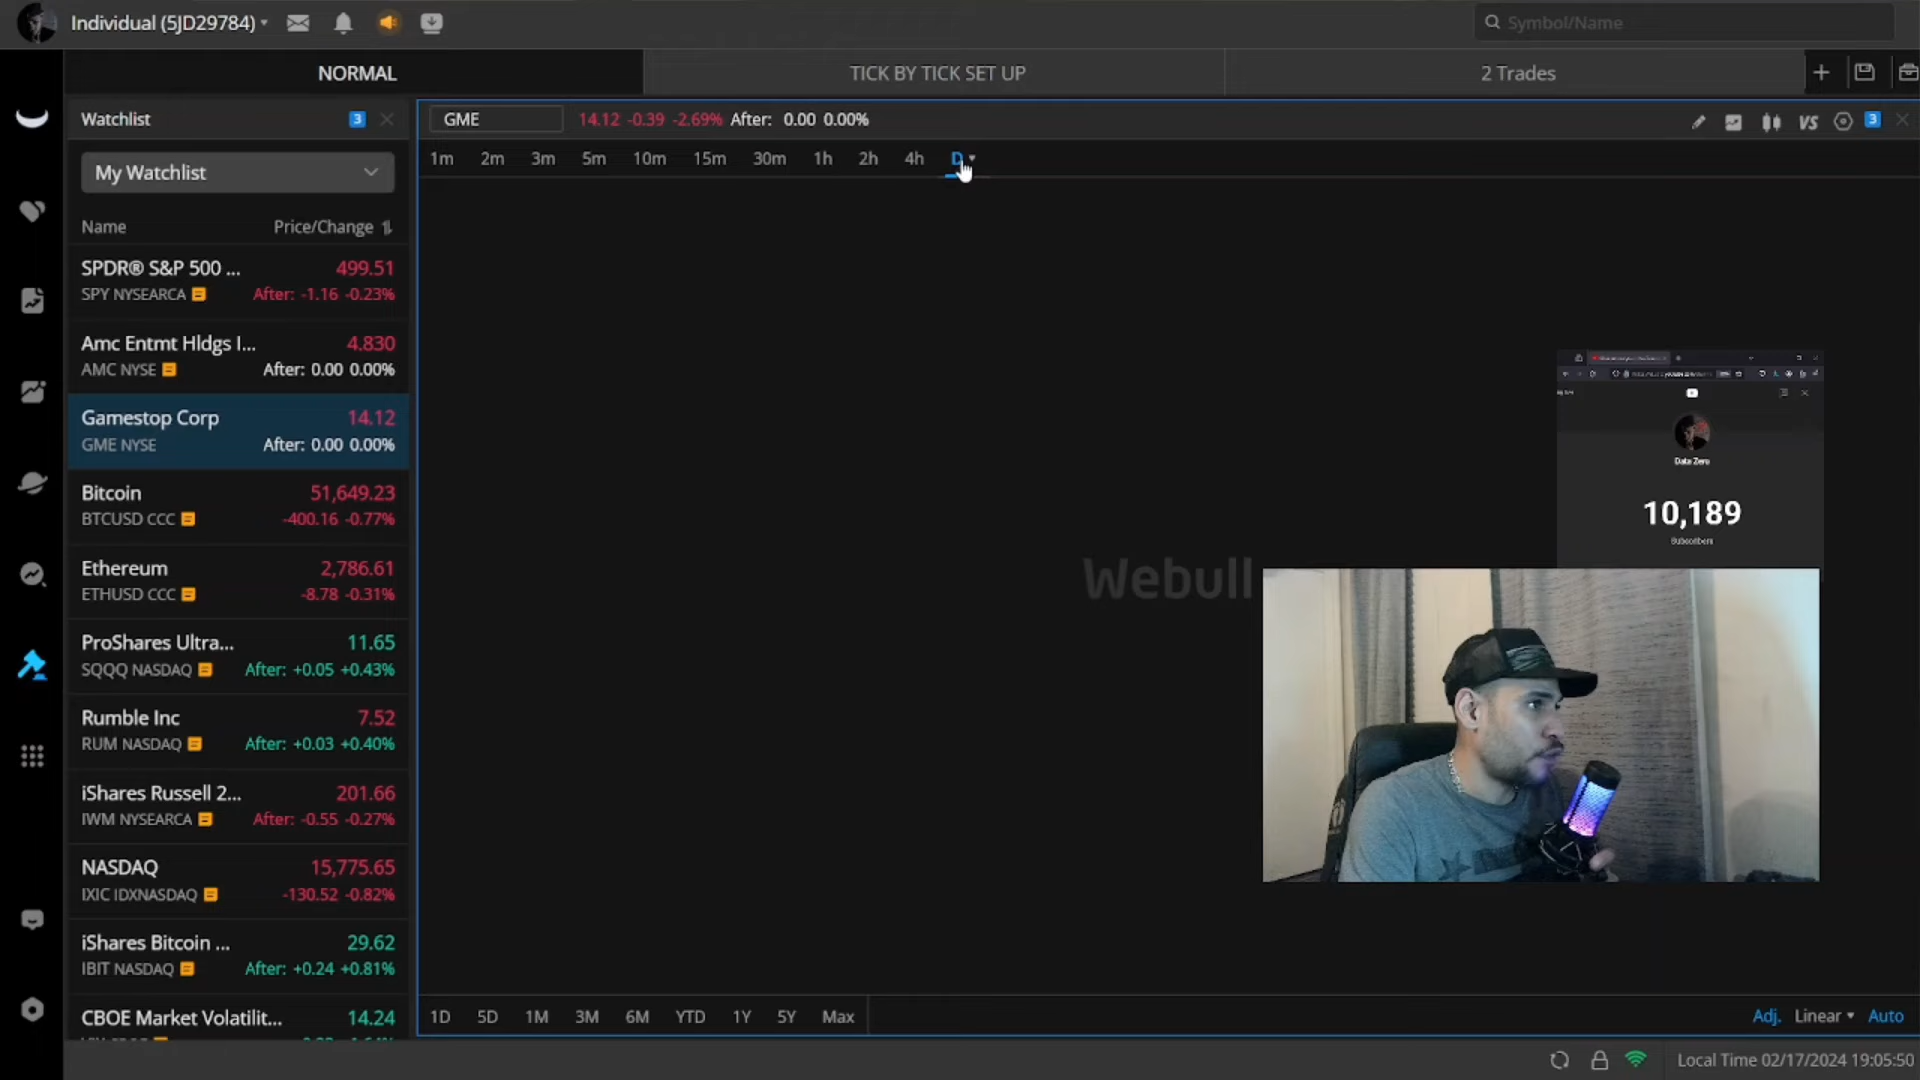 Individual (5JD29784)
Symbol/Name
NORMAL
TICK BY TICK SET UP
2 Trades
Watchlist
3
GME
14.12 -0.39 -2.69% After: 0.00 0.00%
VS
3
1m 2m 3m 5m 10m 15m 30m 1h 2h 4h D
My Watchlist
Name
Price/Change
SPDR® S&P 500 ...
499.51
SPY NYSEARCA
After: -1.16 -0.23%
Amc Entmt Hldgs I...
4.830
AMC NYSE
After: 0.00 0.00%
Gamestop Corp
14.12
GME NYSE
After: 0.00 0.00%
Bitcoin
51,649.23
BTCUSD CCC
-400.16 -0.77%
Ethereum
2,786.61
ETHUSD CCC
-8.78 -0.31%
ProShares Ultra...
11.65
SQQQ NASDAQ
After: +0.05 +0.43%
Rumble Inc
7.52
RUM NASDAQ
After: +0.03 +0.40%
iShares Russell 2...
201.66
IWM NYSEARCA
After: -0.55 -0.27%
NASDAQ
15,775.65
IXIC IDXNASDAQ
-130.52 -0.82%
iShares Bitcoin ...
29.62
IBIT NASDAQ
After: +0.24 +0.81%
CBOE Market Volatilit...
14.24
Data Zero
10,189
Subscribers
Webull
1D 5D 1M 3M 6M YTD 1Y 5Y Max
Adj. Linear Auto
Local Time 02/17/2024 19:05:50